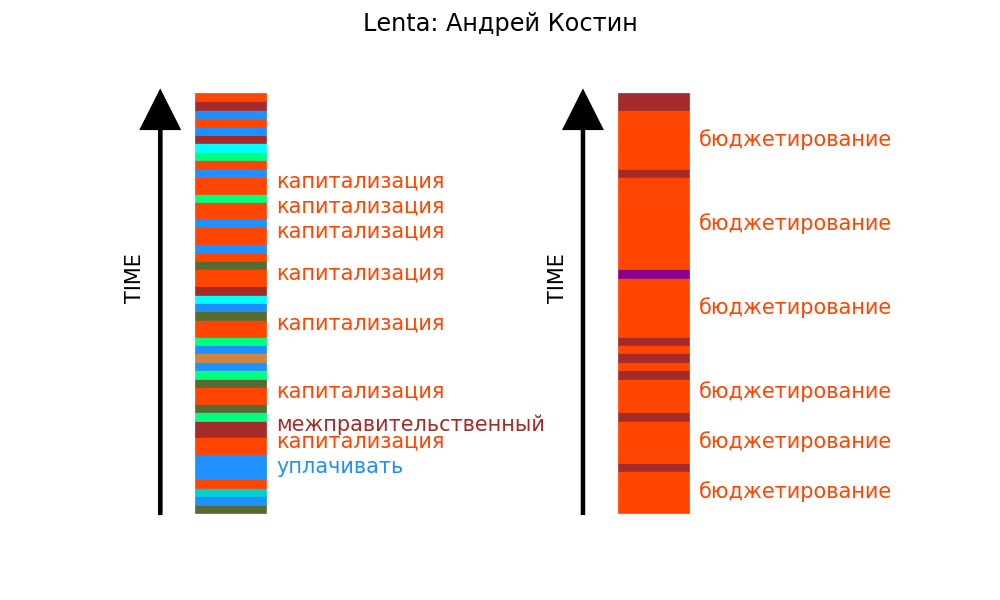 Lenta: Андрей Костин
TIME
капитализация
капитализация
капитализация
капитализация
капитализация
капитализация
межправительственный
капитализация
уплачивать
TIME
бюджетирование
бюджетирование
бюджетирование
бюджетирование
бюджетирование
бюджетирование